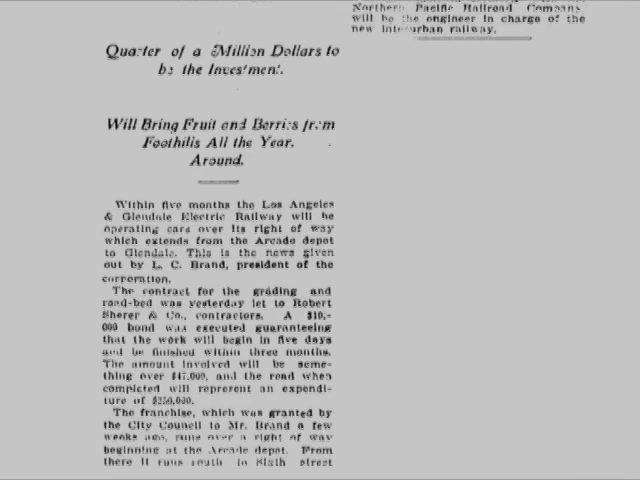 Quarter of a Million Dollars to
be the Investment.
Will Bring Fruit and Berries from
Foothills All the Year.
Around.
Within five months the Los Angeles
& Glendale Electric Railway will be
operating cars over its right of way
which extends from the Arcade depot
to Glendale. This is the news given
out by L. C. Brand, president of the
corporation.
The contract for the grading and
road-bed was yesterday let to Robert
Sherer & Co., contractors. A $10,-
000 bond was executed guaranteeing
that the work will begin in five days
and be finished within three months.
The amount involved will be some-
thing over $47,000, and the road when
completed will represent an expendi-
ture of $250,000.
The franchise, which was granted by
the City Council to Mr. Brand a few
weeks ago, runs over a right of way
beginning at the Arcade depot. From
there it runs south to Sixth street
Northern Pacific Railroad Company
will be the engineer in charge of the
new interurban railway.